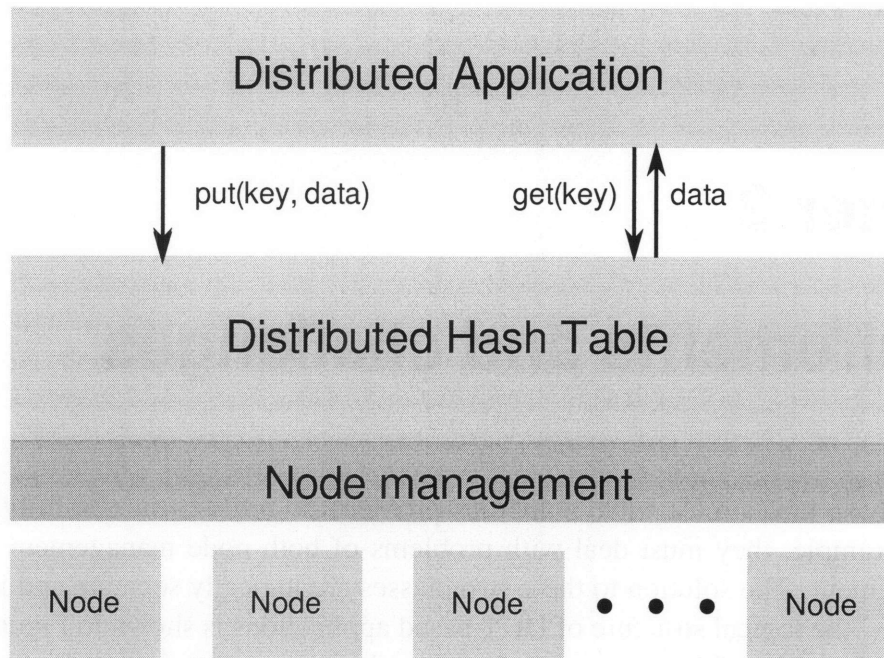 Distributed Application
put(key, data)
get(key)
data
Distributed Hash Table
Node management
Node
Node
Node
Node